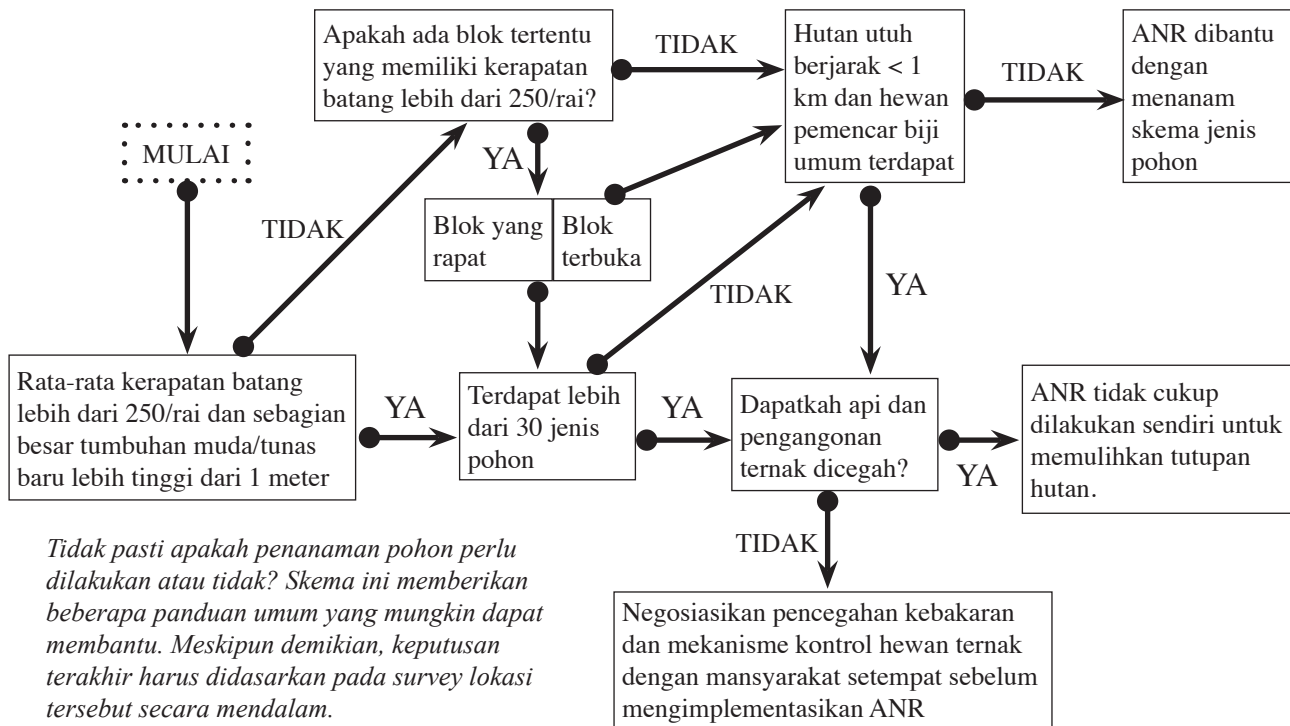 Apakah ada blok tertentu
yang memiliki kerapatan
batang lebih dari 250/rai?
TIDAK
Hutan utuh
berjarak < 1
km dan hewan
pemencar biji
umum terdapat
TIDAK
ANR dibantu
dengan
menanam
skema jenis
pohon
MULAI
YA
TIDAK
Blok yang
rapat
Blok
terbuka
TIDAK
YA
Rata-rata kerapatan batang
lebih dari 250/rai dan sebagian
besar tumbuhan muda/tunas
baru lebih tinggi dari 1 meter
YA
Terdapat lebih
dari 30 jenis
pohon
YA
Dapatkah api dan
pengangonan
ternak dicegah?
YA
ANR tidak cukup
dilakukan sendiri untuk
memulihkan tutupan
hutan.
TIDAK
Tidak pasti apakah penanaman pohon perlu
dilakukan atau tidak? Skema ini memberikan
beberapa panduan umum yang mungkin dapat
membantu. Meskipun demikian, keputusan
terakhir harus didasarkan pada survey lokasi
tersebut secara mendalam.
Negosiasikan pencegahan kebakaran
dan mekanisme kontrol hewan ternak
dengan mansyarakat setempat sebelum
mengimplementasikan ANR